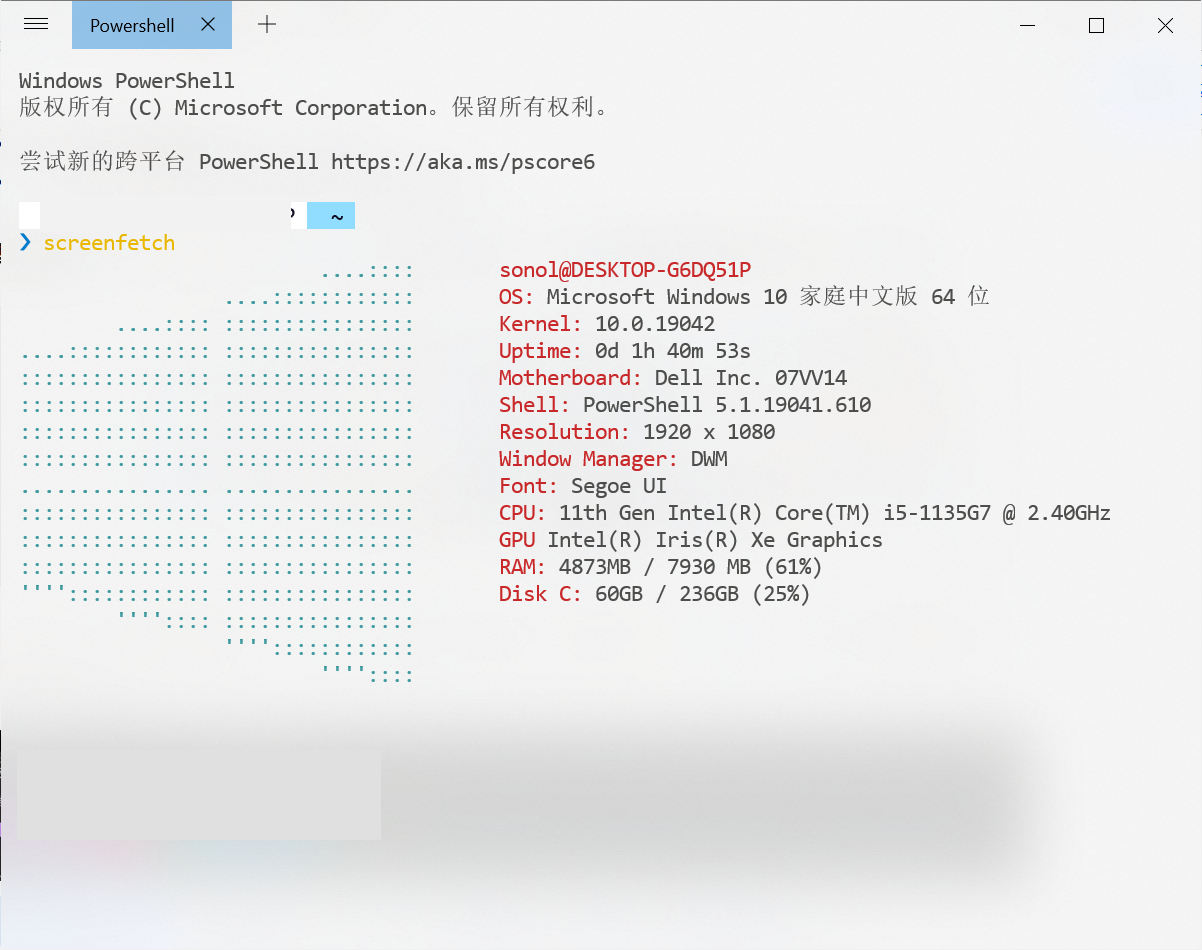 Powershell
Windows PowerShell
版权所有 (C) Microsoft Corporation。保留所有权利。
尝试新的跨平台 PowerShell https://aka.ms/pscore6
~
❯ screenfetch
sonol@DESKTOP-G6DQ51P
OS: Microsoft Windows 10 家庭中文版 64 位
Kernel: 10.0.19042
Uptime: 0d 1h 40m 53s
Motherboard: Dell Inc. 07VV14
Shell: PowerShell 5.1.19041.610
Resolution: 1920 x 1080
Window Manager: DWM
Font: Segoe UI
CPU: 11th Gen Intel(R) Core(TM) i5-1135G7 @ 2.40GHz
GPU Intel(R) Iris(R) Xe Graphics
RAM: 4873MB / 7930 MB (61%)
Disk C: 60GB / 236GB (25%)